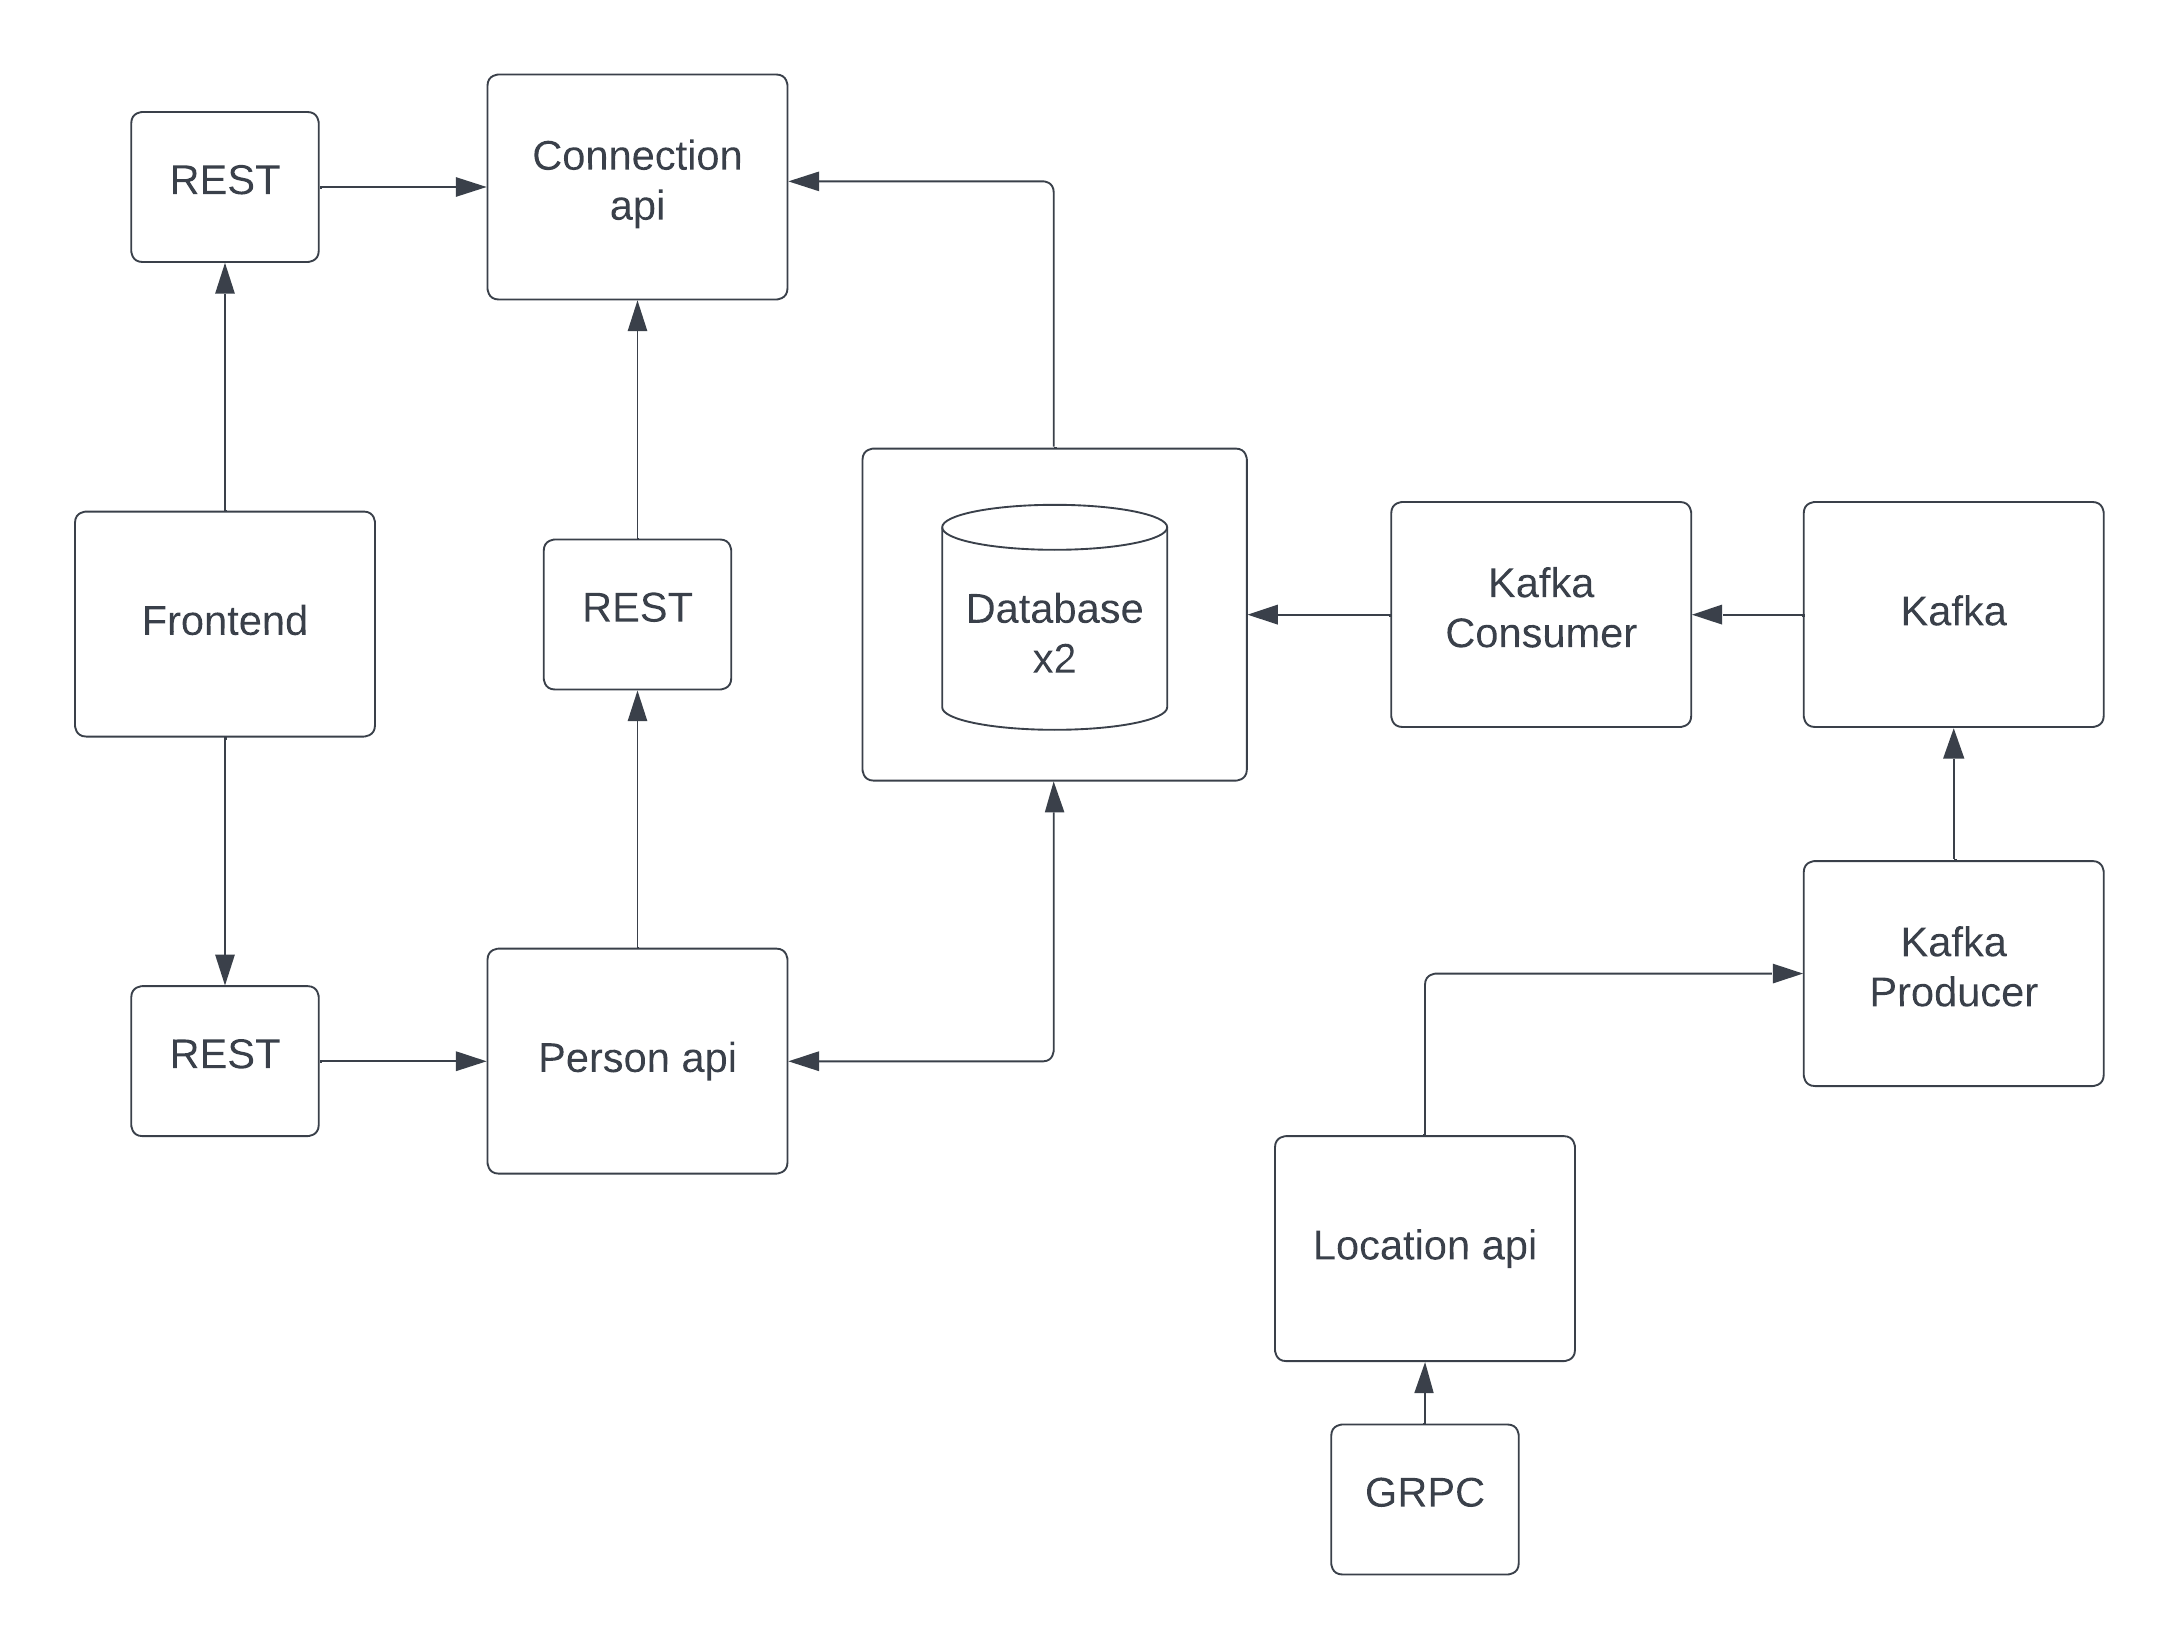 REST
Connection
api
Frontend
REST
Database
x2
Kafka
Consumer
Kafka
REST
Person api
Kafka
Producer
Location api
GRPC